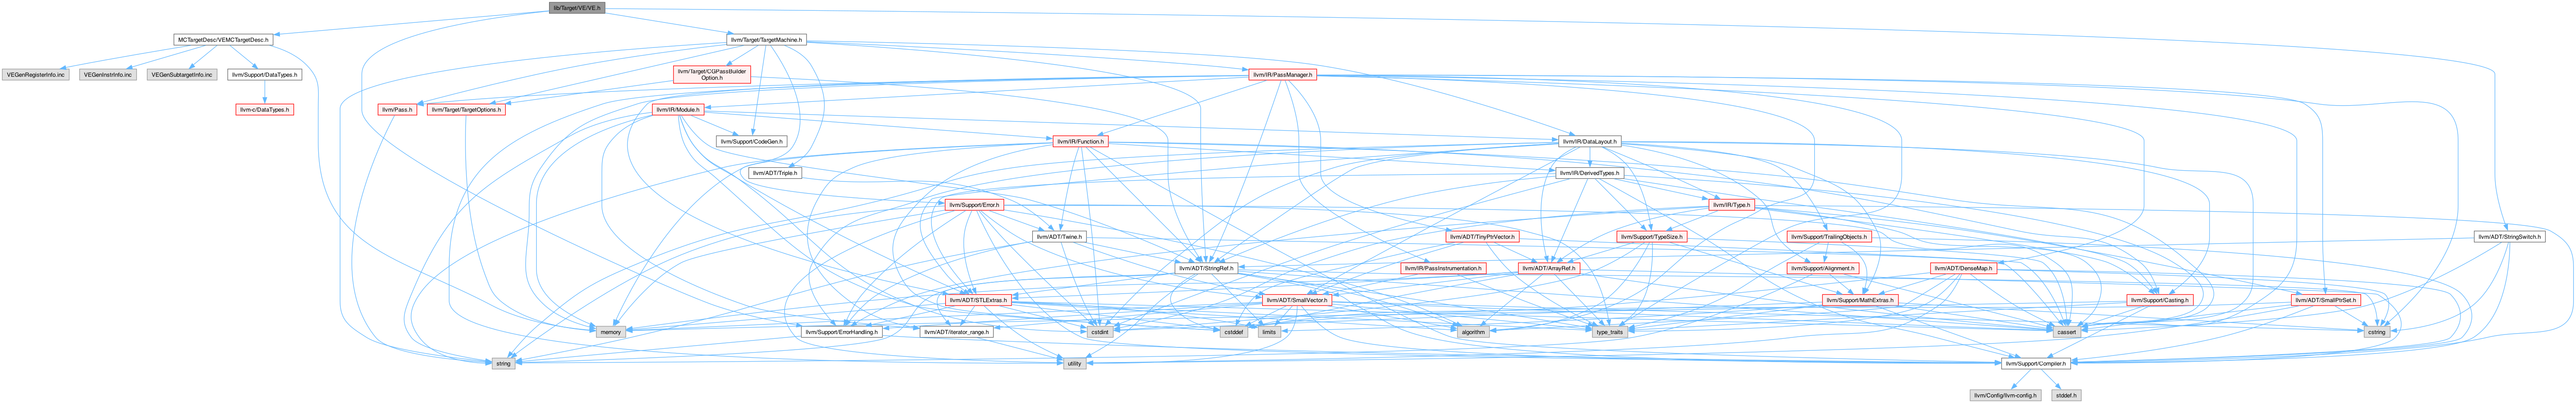 lib/Target/VE/VE.h
MCTargetDesc/VEMCTargetDesc.h
llvm/Target/TargetMachine.h
llvm/ADT/StringSwitch.h
VEGenRegisterInfo.inc
VEGenInstrInfo.inc
VEGenSubtargetInfo.inc
llvm/Support/DataTypes.h
llvm/Target/CGPassBuilder
Option.h
llvm/IR/PassManager.h
llvm-c/DataTypes.h
llvm/Pass.h
llvm/Target/TargetOptions.h
llvm/IR/Module.h
llvm/Support/CodeGen.h
llvm/IR/Function.h
llvm/IR/DataLayout.h
llvm/ADT/Triple.h
llvm/IR/DerivedTypes.h
llvm/Support/Error.h
llvm/IR/Type.h
llvm/ADT/Twine.h
llvm/ADT/TinyPtrVector.h
llvm/Support/TypeSize.h
llvm/Support/TrailingObjects.h
llvm/ADT/StringRef.h
llvm/IR/PassInstrumentation.h
llvm/ADT/ArrayRef.h
llvm/Support/Alignment.h
llvm/ADT/DenseMap.h
llvm/ADT/STLExtras.h
llvm/ADT/SmallVector.h
llvm/Support/MathExtras.h
llvm/Support/Casting.h
llvm/ADT/SmallPtrSet.h
memory
llvm/Support/ErrorHandling.h
llvm/ADT/iterator_range.h
cstdint
cstddef
limits
algorithm
type_traits
cassert
cstring
string
utility
llvm/Support/Compiler.h
llvm/Config/llvm-config.h
stddef.h